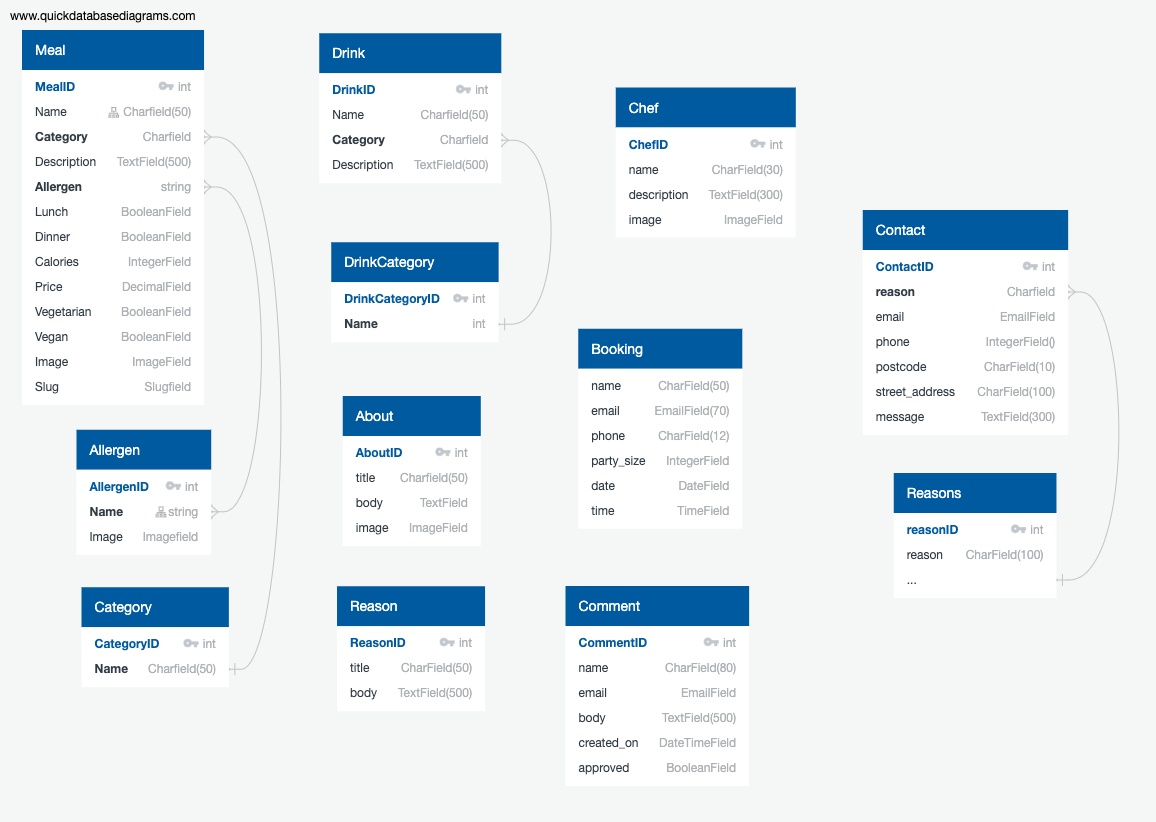 www.quickdatabasediagrams.com
Meal
MealID int
Name Charfield(50)
Category Charfield
Description TextField(500)
Allergen string
Lunch BooleanField
Dinner BooleanField
Calories IntegerField
Price DecimalField
Vegetarian BooleanField
Vegan BooleanField
Image ImageField
Slug Slugfield
Allergen
AllergenID int
Name string
Image Imagefield
Category
CategoryID int
Name Charfield(50)
Drink
DrinkID int
Name Charfield(50)
Category Charfield
Description TextField(500)
DrinkCategory
DrinkCategoryID int
Name int
About
AboutID int
title Charfield(50)
body TextField
image ImageField
Reason
ReasonID int
title CharField(50)
body TextField(500)
Chef
ChefID int
name CharField(30)
description TextField(300)
image ImageField
Booking
name CharField(50)
email EmailField(70)
phone CharField(12)
party_size IntegerField
date DateField
time TimeField
Comment
CommentID int
name CharField(80)
email EmailField
body TextField(500)
created_on DateTimeField
approved BooleanField
Contact
ContactID int
reason Charfield
email EmailField
phone IntegerField()
postcode CharField(10)
street_address CharField(100)
message TextField(300)
Reasons
reasonID int
reason CharField(100)
...